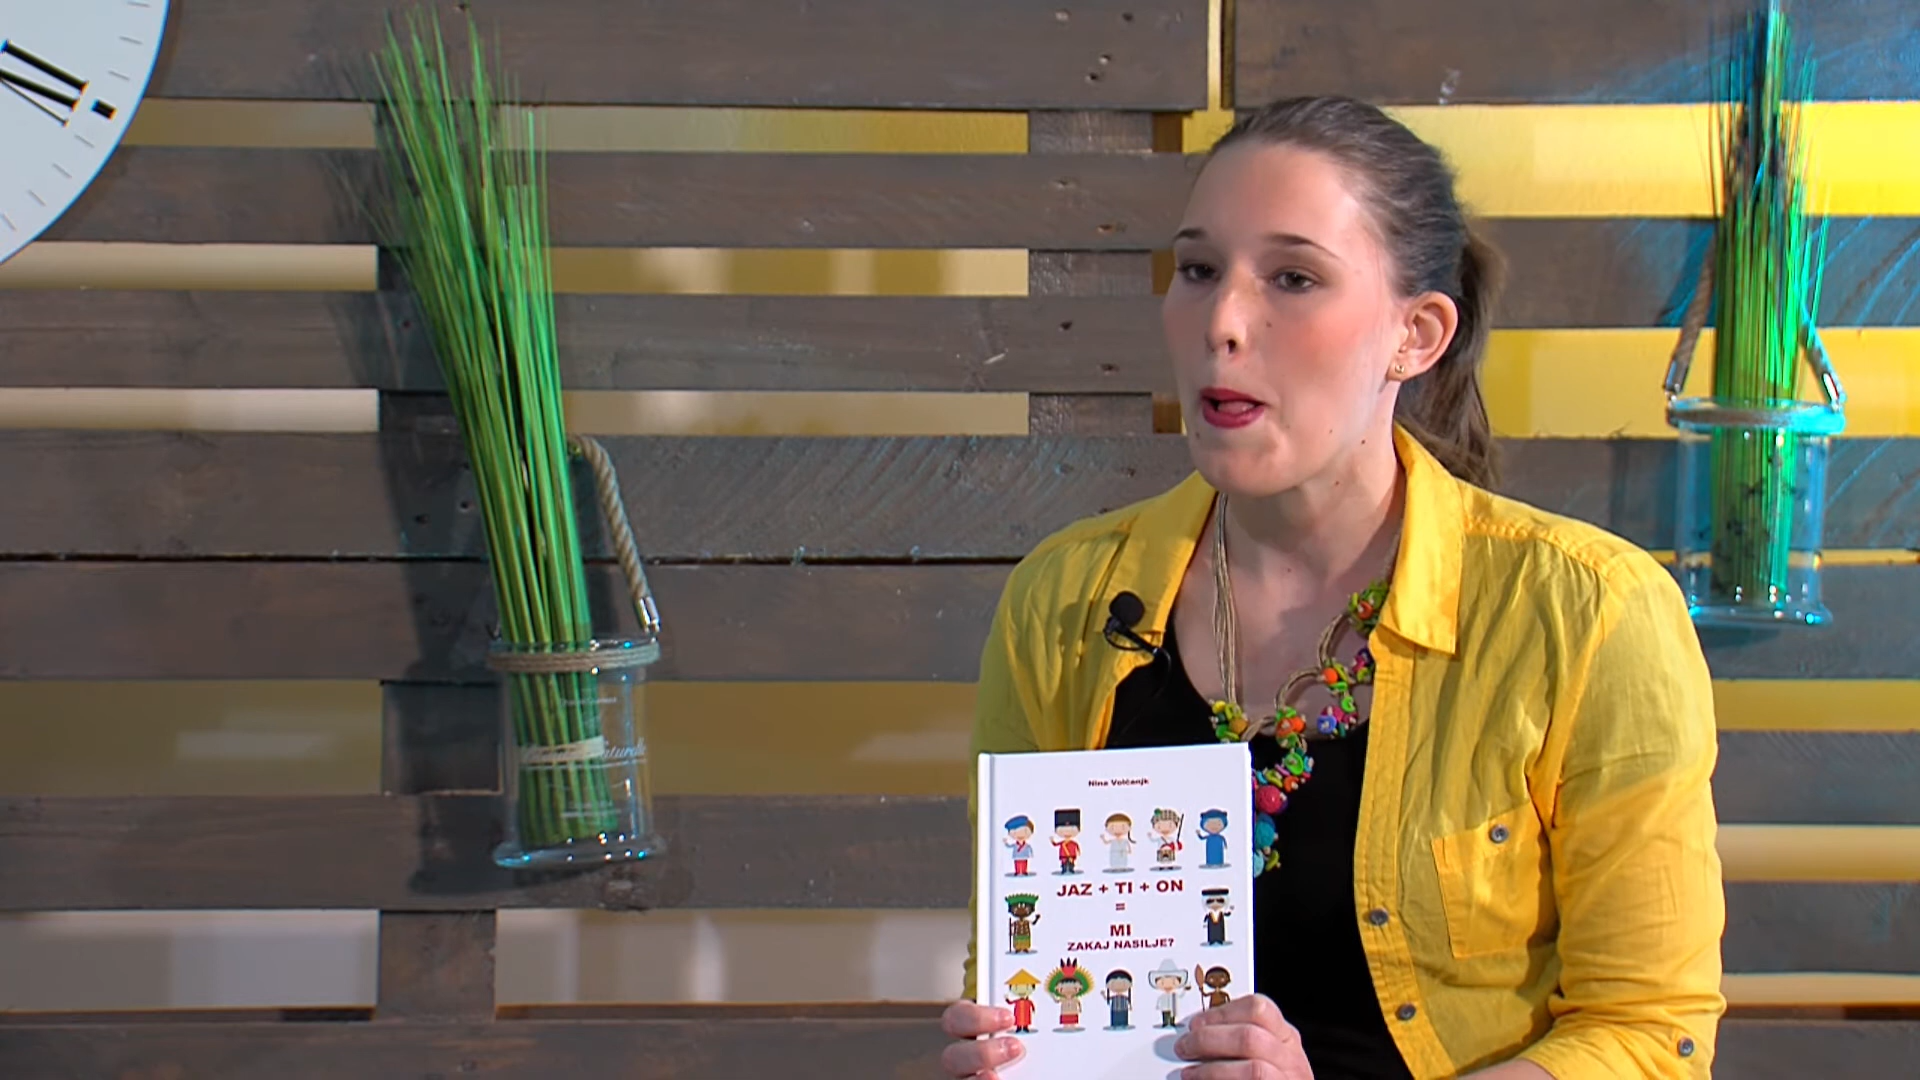 Nina Volčanjk
JAZ + TI + ON
=
MI
ZAKAJ NASILJE?